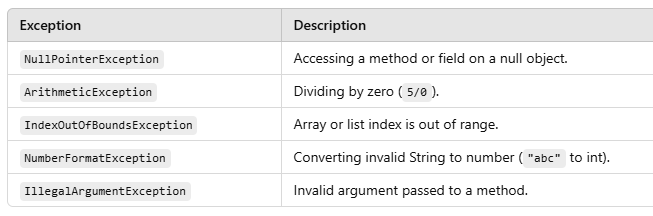 Exception Description
NullPointerException Accessing a method or field on a null object.
ArithmeticException Dividing by zero ( 5/0 ).
IndexOutOfBoundsException Array or list index is out of range.
NumberFormatException Converting invalid String to number ( "abc" to int).
IllegalArgumentException Invalid argument passed to a method.